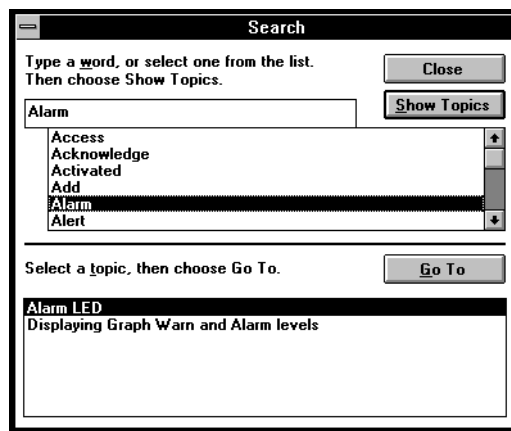 Search
Type a word, or select one from the list.
Then choose Show Topics.
Close
Show Topics
Alarm
Access
Acknowledge
Activated
Add
Alarm
Alert
Select a topic, then choose Go To.
Go To
Alarm LED
Displaying Graph Warn and Alarm levels